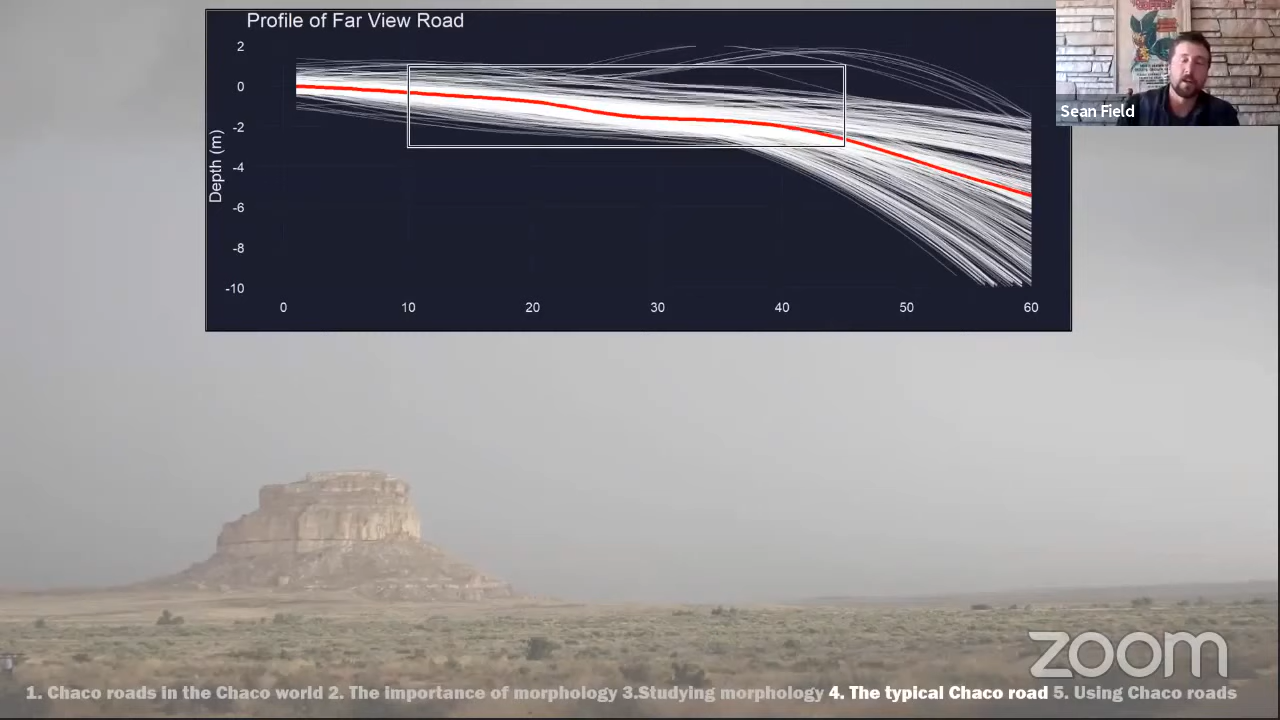 Profile of Far View Road
Sean Field
Depth (m)
2
0
-2
-4
-6
-8
-10
0 10 20 30 40 50 60
zoom
1. Chaco roads in the Chaco world 2. The importance of morphology 3.Studying morphology 4. The typical Chaco road 5. Using Chaco roads